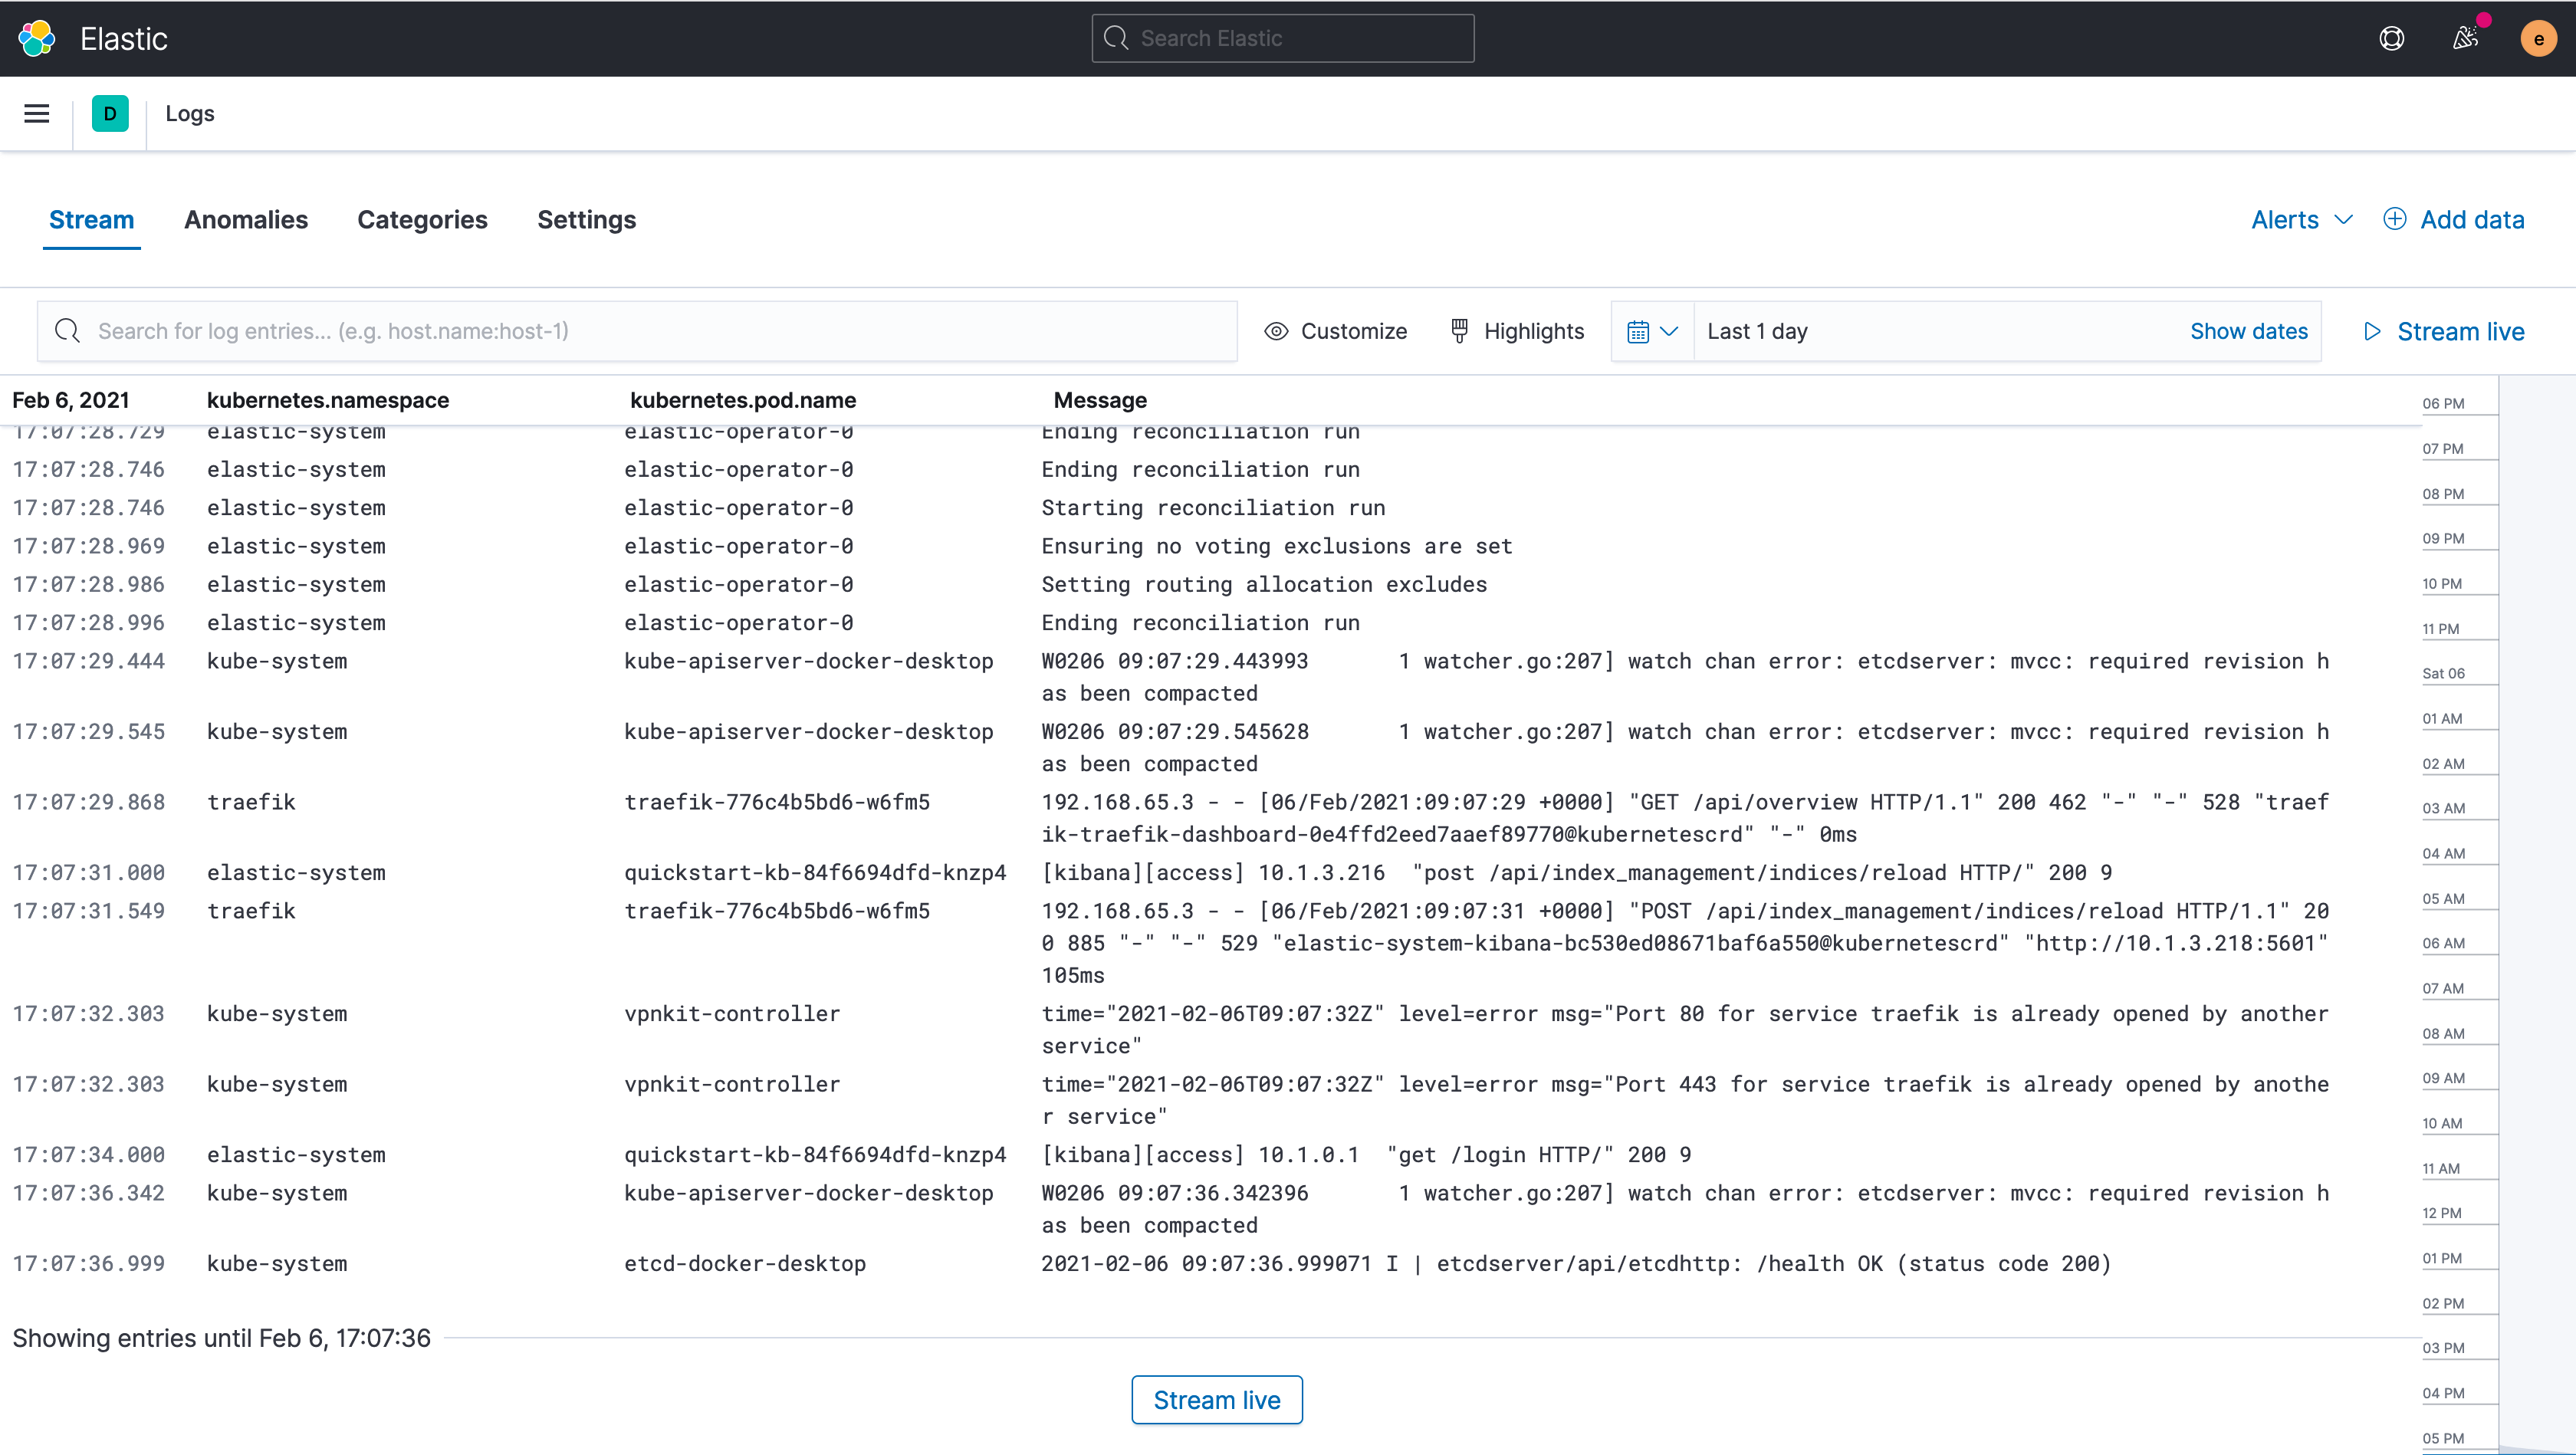 Elastic
Search Elastic
e
D
Logs
Stream Anomalies Categories Settings
Alerts Add data
Search for log entries... (e.g. host.name:host-1)
Customize Highlights Last 1 day Show dates Stream live
Feb 6, 2021 kubernetes.namespace kubernetes.pod.name Message
17:07:28.729 elastic-system elastic-operator-0 Ending reconciliation run
17:07:28.746 elastic-system elastic-operator-0 Ending reconciliation run
17:07:28.746 elastic-system elastic-operator-0 Starting reconciliation run
17:07:28.969 elastic-system elastic-operator-0 Ensuring no voting exclusions are set
17:07:28.986 elastic-system elastic-operator-0 Setting routing allocation excludes
17:07:28.996 elastic-system elastic-operator-0 Ending reconciliation run
17:07:29.444 kube-system kube-apiserver-docker-desktop W0206 09:07:29.443993 1 watcher.go:207] watch chan error: etcdserver: mvcc: required revision h
as been compacted
17:07:29.545 kube-system kube-apiserver-docker-desktop W0206 09:07:29.545628 1 watcher.go:207] watch chan error: etcdserver: mvcc: required revision h
as been compacted
17:07:29.868 traefik traefik-776c4b5bd6-w6fm5 192.168.65.3 - - [06/Feb/2021:09:07:29 +0000] "GET /api/overview HTTP/1.1" 200 462 "-" "-" 528 "traef
ik-traefik-dashboard-0e4ffd2eed7aaef89770@kubernetescrd" "-" 0ms
17:07:31.000 elastic-system quickstart-kb-84f6694dfd-knzp4 [kibana][access] 10.1.3.216 "post /api/index_management/indices/reload HTTP/" 200 9
17:07:31.549 traefik traefik-776c4b5bd6-w6fm5 192.168.65.3 - - [06/Feb/2021:09:07:31 +0000] "POST /api/index_management/indices/reload HTTP/1.1" 20
0 885 "-" "-" 529 "elastic-system-kibana-bc530ed08671baf6a550@kubernetescrd" "http://10.1.3.218:5601"
105ms
17:07:32.303 kube-system vpnkit-controller time="2021-02-06T09:07:32Z" level=error msg="Port 80 for service traefik is already opened by another
service"
17:07:32.303 kube-system vpnkit-controller time="2021-02-06T09:07:32Z" level=error msg="Port 443 for service traefik is already opened by anothe
r service"
17:07:34.000 elastic-system quickstart-kb-84f6694dfd-knzp4 [kibana][access] 10.1.0.1 "get /login HTTP/" 200 9
17:07:36.342 kube-system kube-apiserver-docker-desktop W0206 09:07:36.342396 1 watcher.go:207] watch chan error: etcdserver: mvcc: required revision h
as been compacted
17:07:36.999 kube-system etcd-docker-desktop 2021-02-06 09:07:36.999071 I | etcdserver/api/etcdhttp: /health OK (status code 200)
Showing entries until Feb 6, 17:07:36
Stream live
06 PM
07 PM
08 PM
09 PM
10 PM
11 PM
Sat 06
01 AM
02 AM
03 AM
04 AM
05 AM
06 AM
07 AM
08 AM
09 AM
10 AM
11 AM
12 PM
01 PM
02 PM
03 PM
04 PM
05 PM